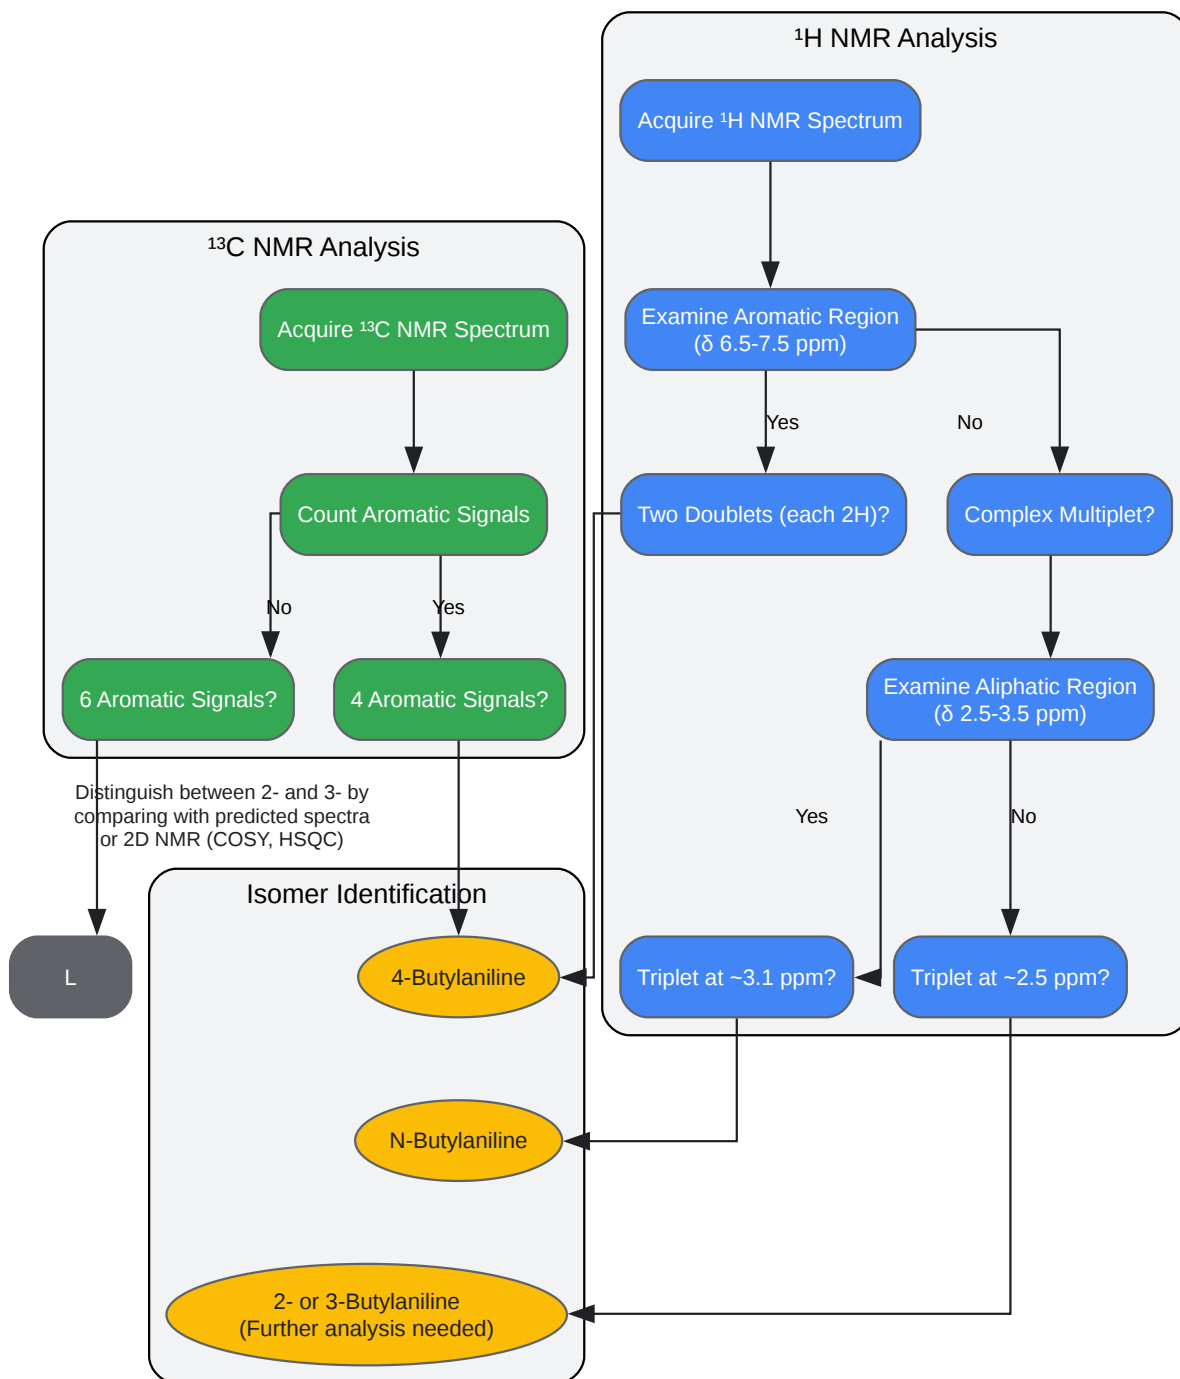 ¹H NMR Analysis
Acquire ¹H NMR Spectrum
¹³C NMR Analysis
Acquire ¹³C NMR Spectrum
Examine Aromatic Region
(δ 6.5-7.5 ppm)
Yes
No
Count Aromatic Signals
Two Doublets (each 2H)?
Complex Multiplet?
No
Yes
6 Aromatic Signals?
4 Aromatic Signals?
Examine Aliphatic Region
(δ 2.5-3.5 ppm)
Distinguish between 2- and 3- by
comparing with predicted spectra
or 2D NMR (COSY, HSQC)
Yes
No
Isomer Identification
L
4-Butylaniline
Triplet at ~3.1 ppm?
Triplet at ~2.5 ppm?
N-Butylaniline
2- or 3-Butylaniline
(Further analysis needed)